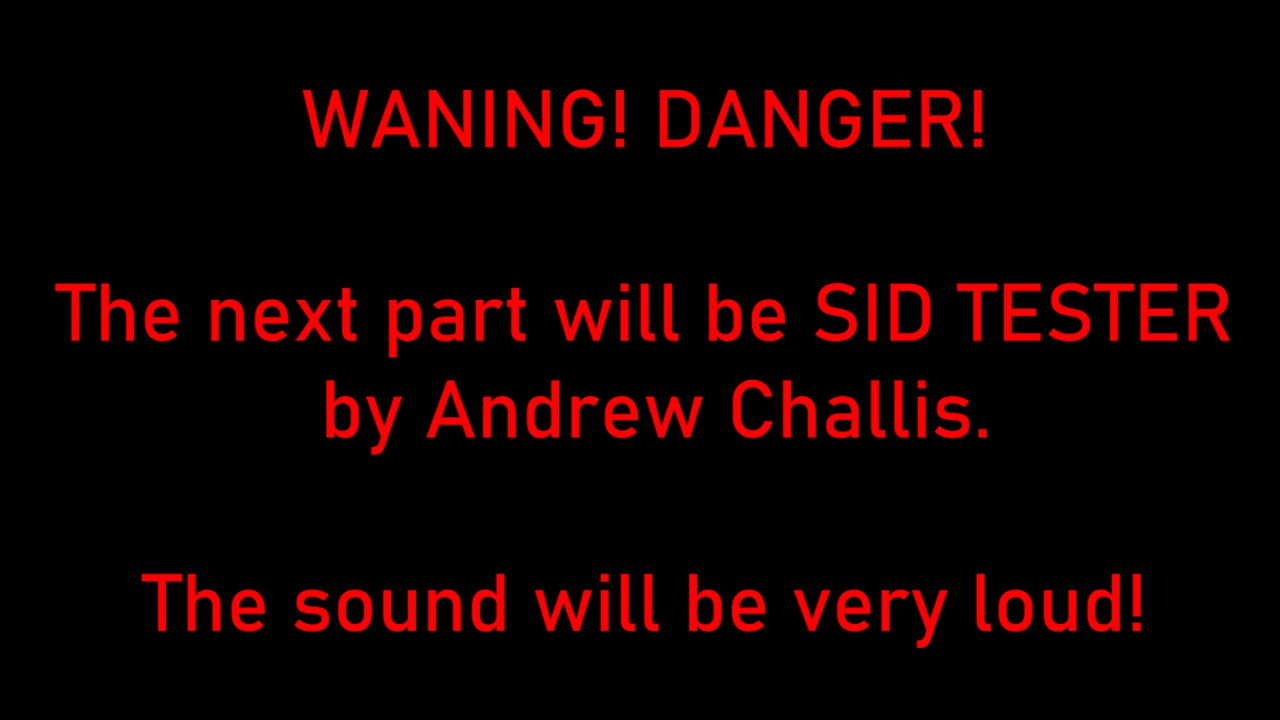 WANING! DANGER!
The next part will be SID TESTER
by Andrew Challis.
The sound will be very loud!